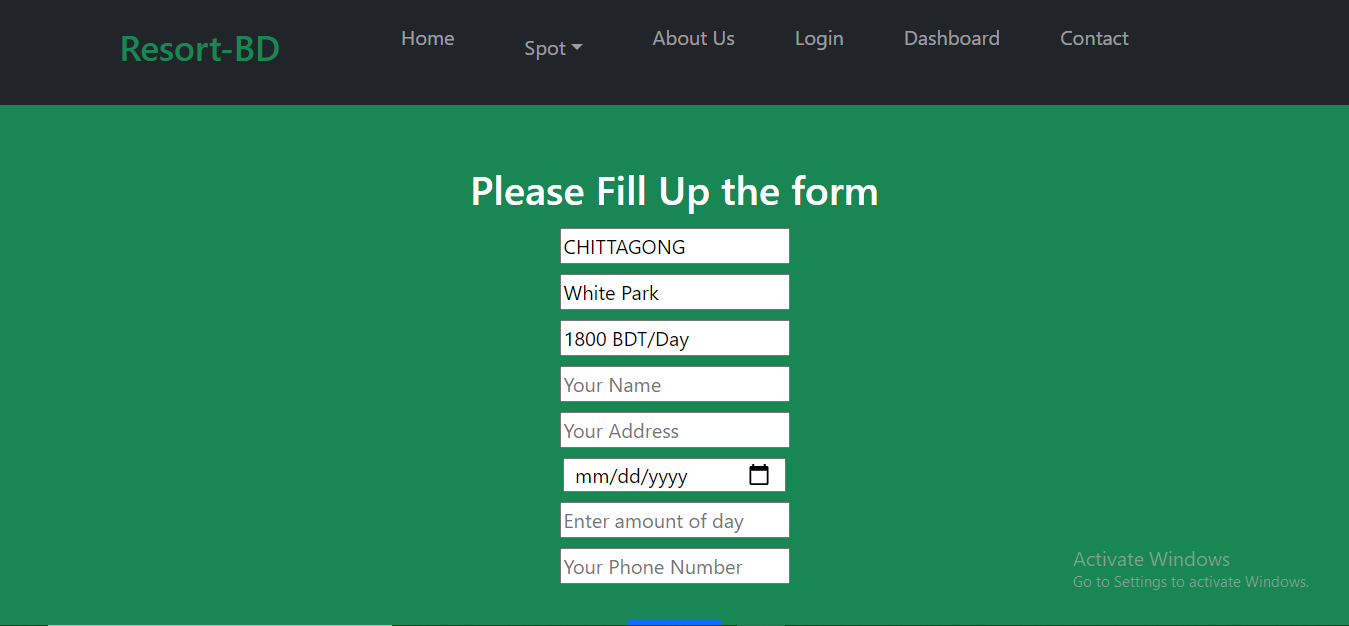 Resort-BD
Home
Spot
About Us
Login
Dashboard
Contact
Please Fill Up the form
CHITTAGONG
White Park
1800 BDT/Day
Your Name
Your Address
mm/dd/yyyy
Enter amount of day
Your Phone Number
Activate Windows
Go to Settings to activate Windows.